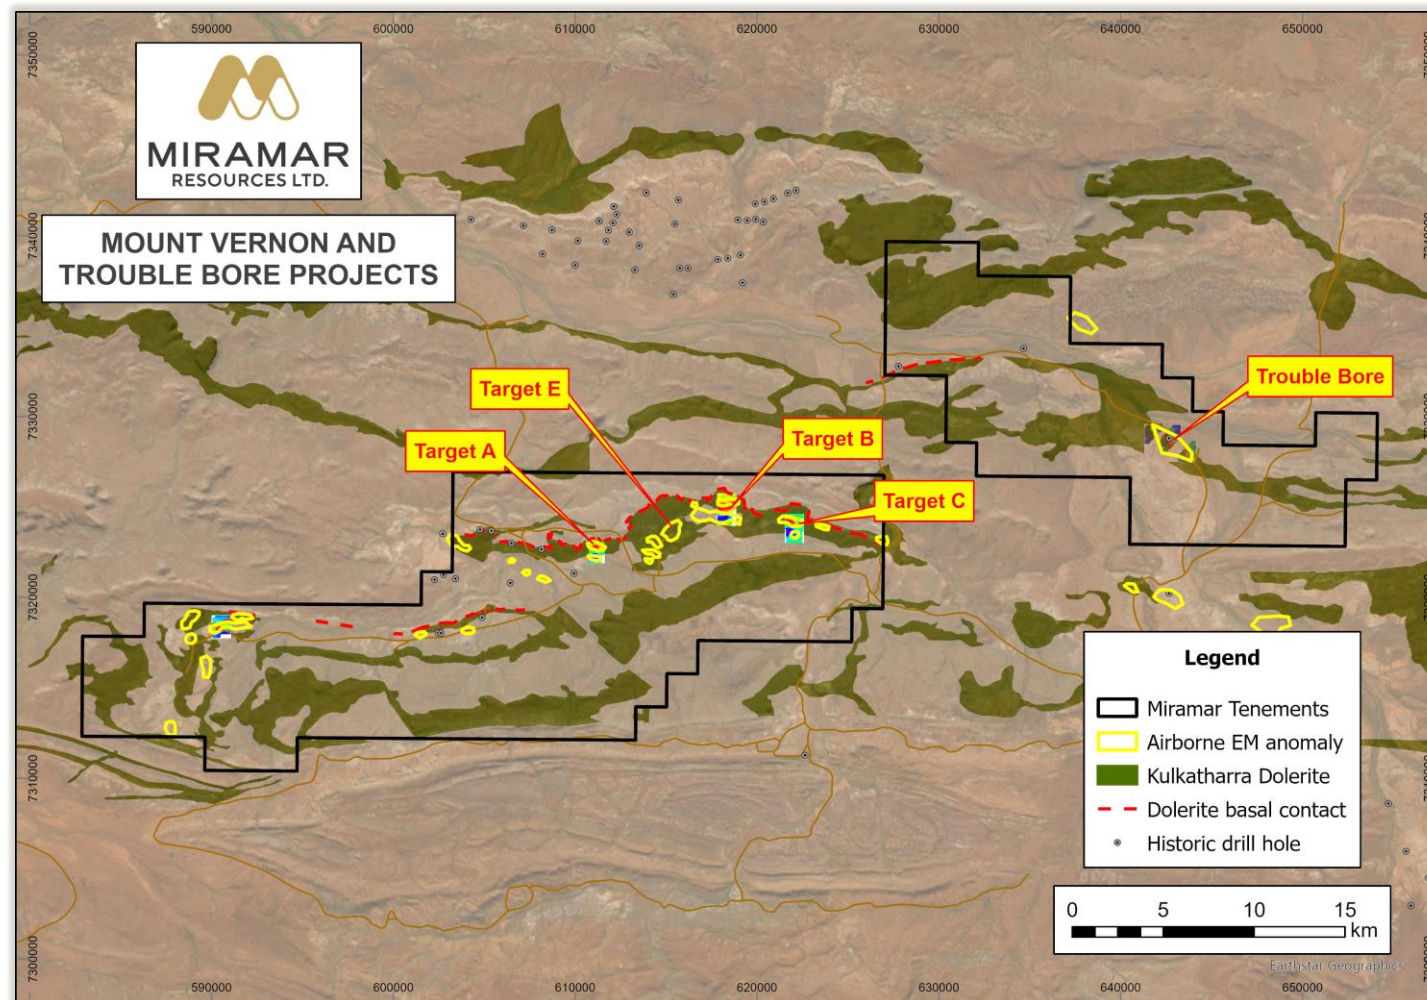 590000 600000 610000 620000 630000 640000 650000
7350000
7340000
7330000
7320000
7310000
7300000
MIRAMAR
RESOURCES LTD.
MOUNT VERNON AND
TROUBLE BORE PROJECTS
Target E
Trouble Bore
Target B
Target A
Target C
Legend
Miramar Tenements
Airborne EM anomaly
Kulkatharra Dolerite
Dolerite basal contact
Historic drill hole
0 5 10 15
km
Earthstar Geographics
590000 600000 610000 620000 630000 640000 650000